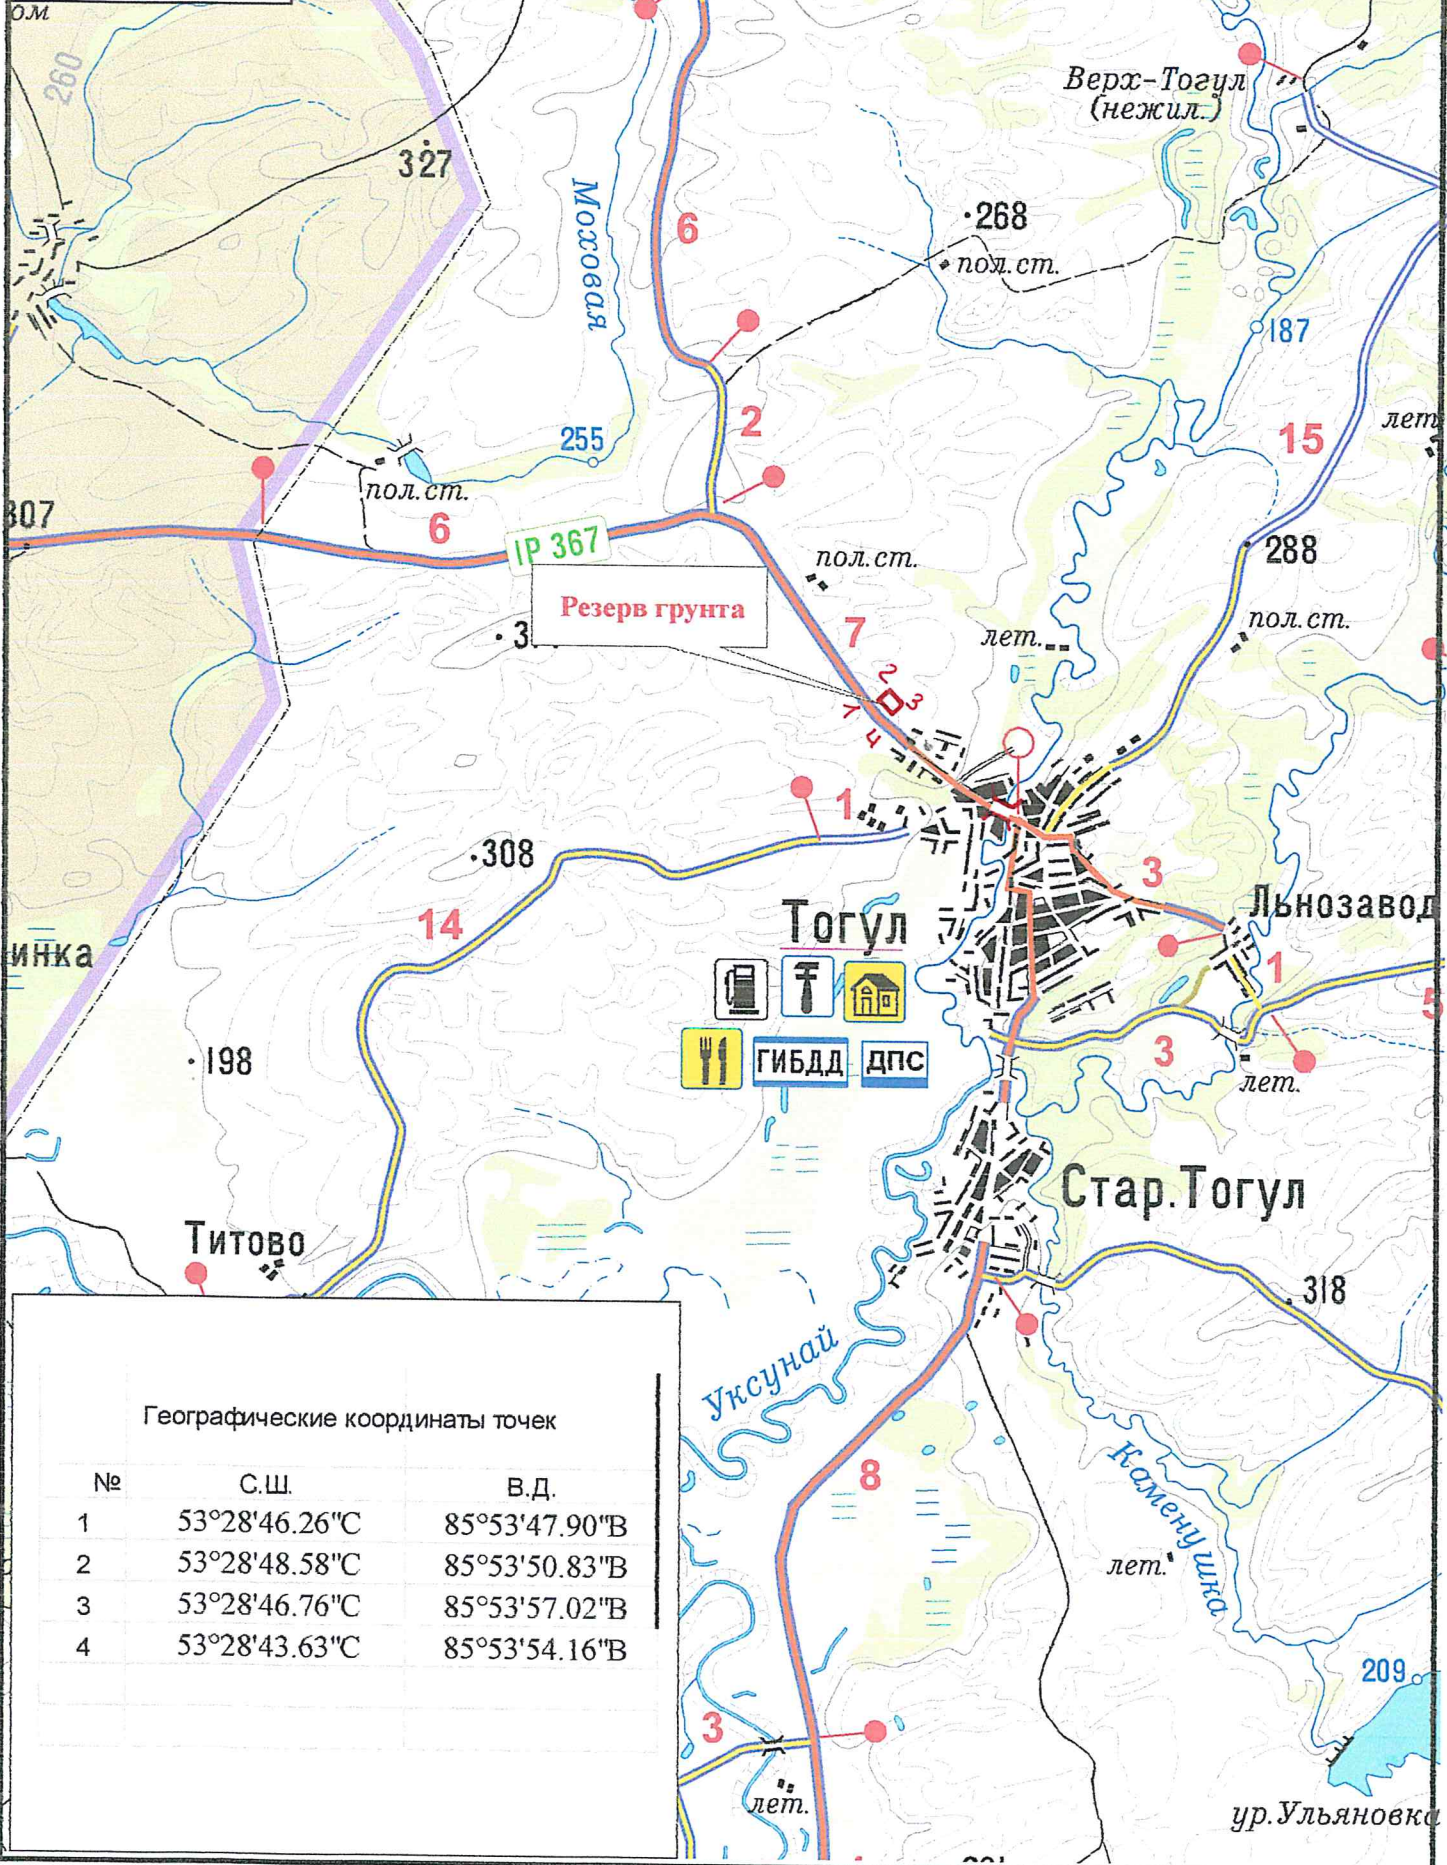 ом
260
327
Моховая
6
268
пол.ст.
Верх-Тогул
(нежил.)
187
2
15
лет.
255
пол.ст.
307
6
IP 367
288
пол.ст.
Резерв грунта
7
лет.
пол.ст.
2
3
1
4
1
308
14
3
Льнозавод
Тогул
инка
1
5
198
ГИБДД
ДПС
3
лет.
Стар.Тогул
Титово
318
Уксунай
Каменушка
8
лет.
Географические координаты точек
№ С.Ш. В.Д.
1 53°28'46.26"С 85°53'47.90"В
2 53°28'48.58"С 85°53'50.83"В
3 53°28'46.76"С 85°53'57.02"В
4 53°28'43.63"С 85°53'54.16"В
209
3
лет.
ур.Ульяновка